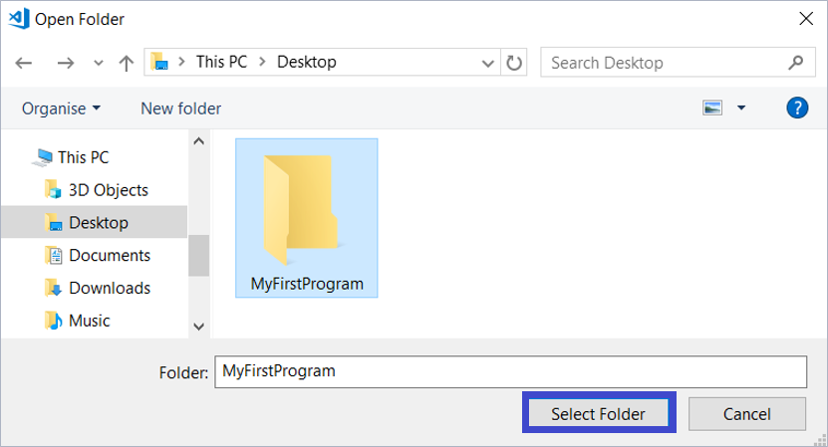 Open Folder
This PC Desktop
Search Desktop
Organise
New folder
?
This PC
3D Objects
Desktop
Documents
Downloads
Music
MyFirstProgram
Folder: MyFirstProgram
Select Folder
Cancel